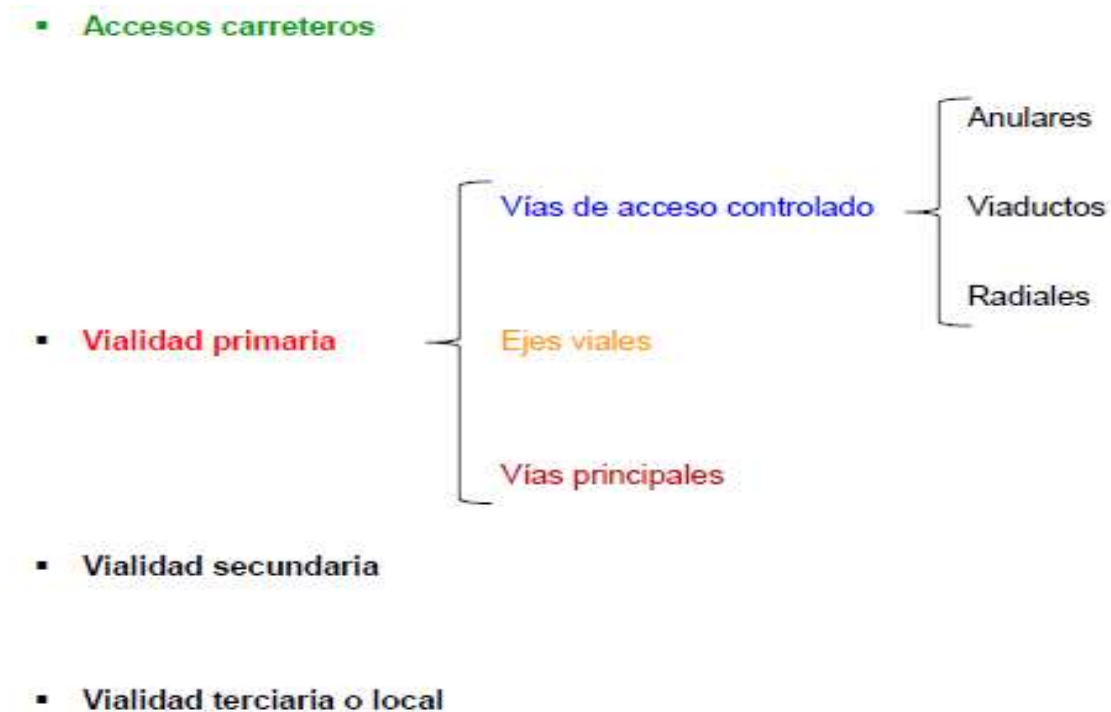 ▪ Accesos carreteros
Anulares
Vías de acceso controlado
Viaductos
Radiales
▪ Vialidad primaria
Ejes viales
Vías principales
▪ Vialidad secundaria
▪ Vialidad terciaria o local